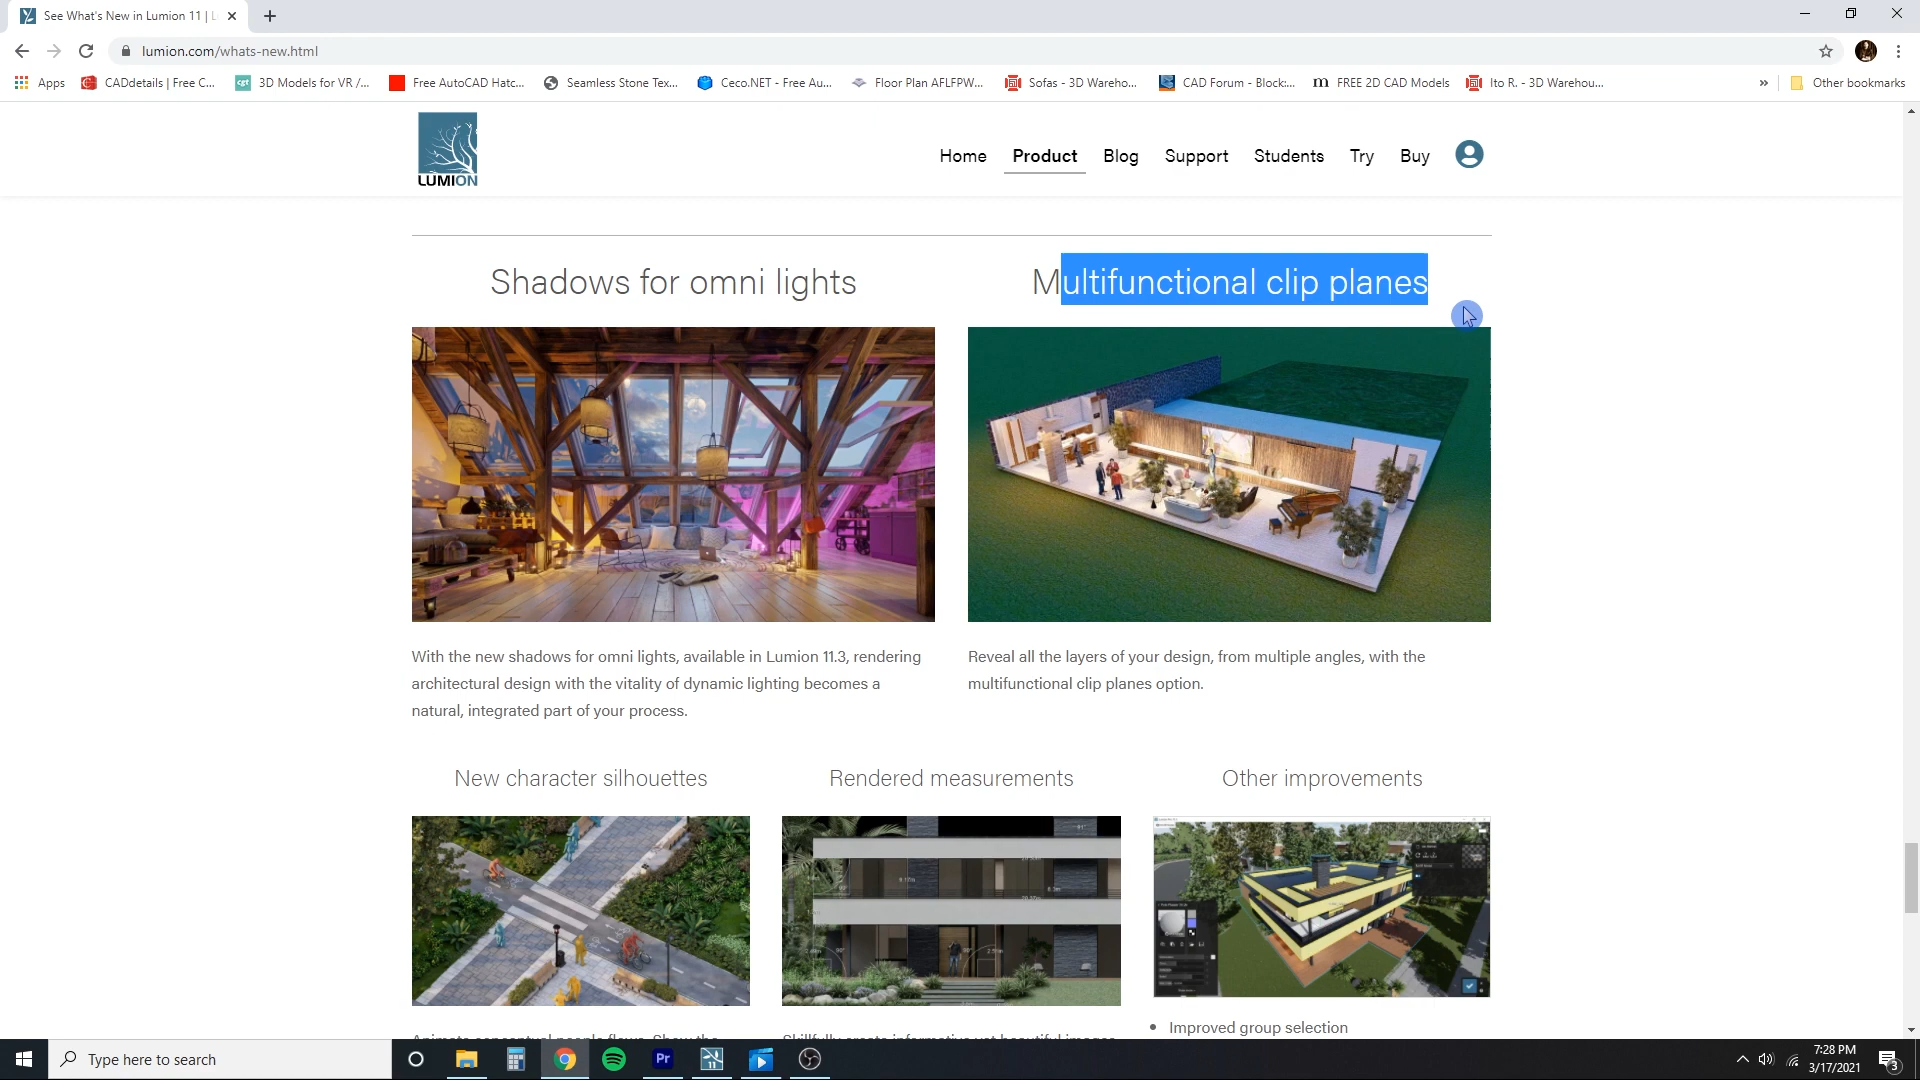 See What's New in Lumion 11 | L
lumion.com/whats-new.html
Apps
CADdetails | Free C...
3D Models for VR /...
Free AutoCAD Hatc...
Seamless Stone Tex...
Ceco.NET - Free Au...
Floor Plan AFLFPW...
Sofas - 3D Wareho...
CAD Forum - Block:...
FREE 2D CAD Models
Ito R. - 3D Warehou...
»
Other bookmarks
LUMION
Home
Product
Blog
Support
Students
Try
Buy
Shadows for omni lights
Multifunctional clip planes
With the new shadows for omni lights, available in Lumion 11.3, rendering
architectural design with the vitality of dynamic lighting becomes a
natural, integrated part of your process.
Reveal all the layers of your design, from multiple angles, with the
multifunctional clip planes option.
New character silhouettes
Rendered measurements
Other improvements
• Improved group selection
Type here to search
Pr
11
7:28 PM
3/17/2021
3